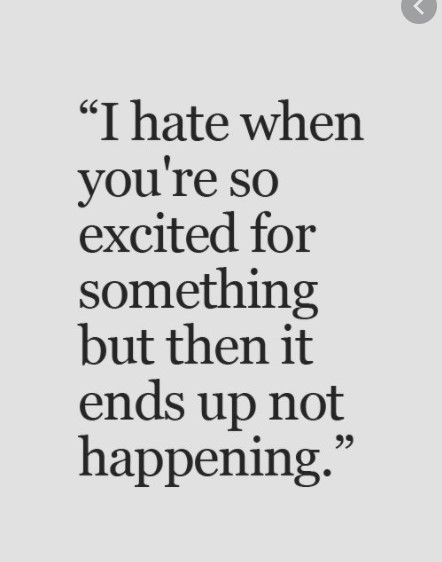 “I hate when
you're so
excited for
something
but then it
ends up not
happening.”